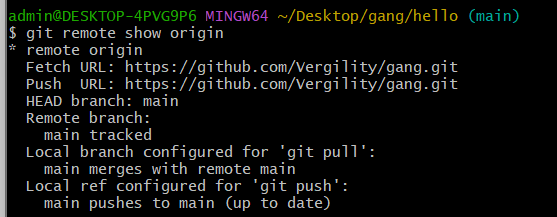 admin@DESKTOP-4PVG9P6 MINGW64 ~/Desktop/gang/hello (main)
$ git remote show origin
* remote origin
  Fetch URL: https://github.com/Vergility/gang.git
  Push  URL: https://github.com/Vergility/gang.git
  HEAD branch: main
  Remote branch:
    main tracked
  Local branch configured for 'git pull':
    main merges with remote main
  Local ref configured for 'git push':
    main pushes to main (up to date)